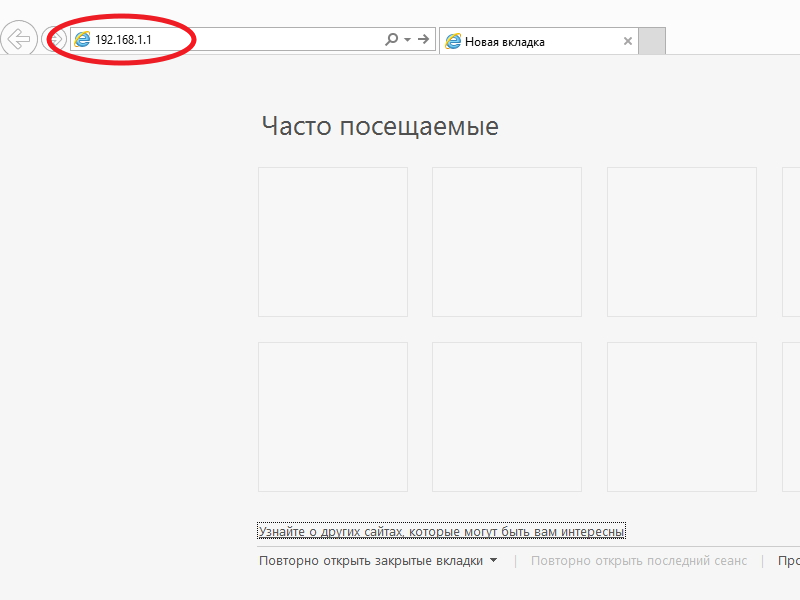 192.168.1.1
Новая вкладка
Часто посещаемые
Узнайте о других сайтах, которые могут быть вам интересны
Повторно открыть закрытые вкладки
Повторно открыть последний сеанс